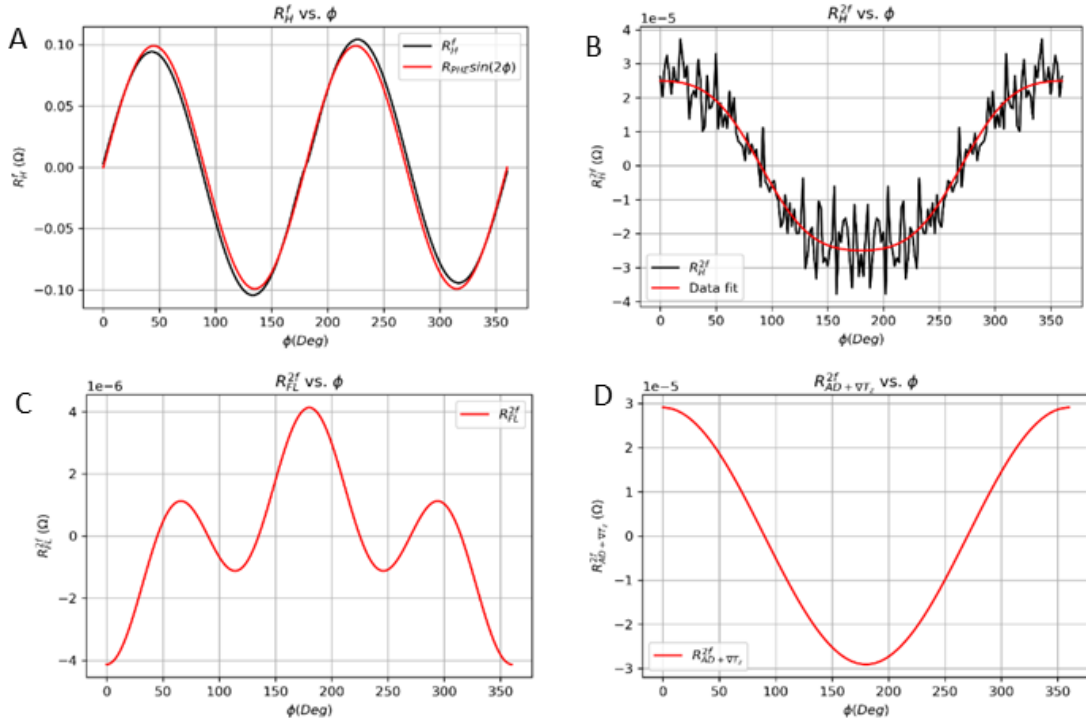 A
R_H^f vs. ϕ
R_H^f (Ω)
0.10
0.05
0.00
−0.05
−0.10
R_H^f
R_PHE sin(2ϕ)
0 50 100 150 200 250 300 350
ϕ(Deg)
B
1e−5
R_H^2f vs. ϕ
R_H^2f (Ω)
4
3
2
1
0
−1
−2
−3
−4
R_H^2f
Data fit
0 50 100 150 200 250 300 350
ϕ(Deg)
C
1e−6
R_FL^2f vs. ϕ
R_FL^2f (Ω)
4
2
0
−2
−4
R_FL^2f
0 50 100 150 200 250 300 350
ϕ(Deg)
D
1e−5
R_AD+∇T_z^2f vs. ϕ
R_AD+∇T_z^2f (Ω)
3
2
1
0
−1
−2
−3
R_AD+∇T_z^2f
0 50 100 150 200 250 300 350
ϕ(Deg)